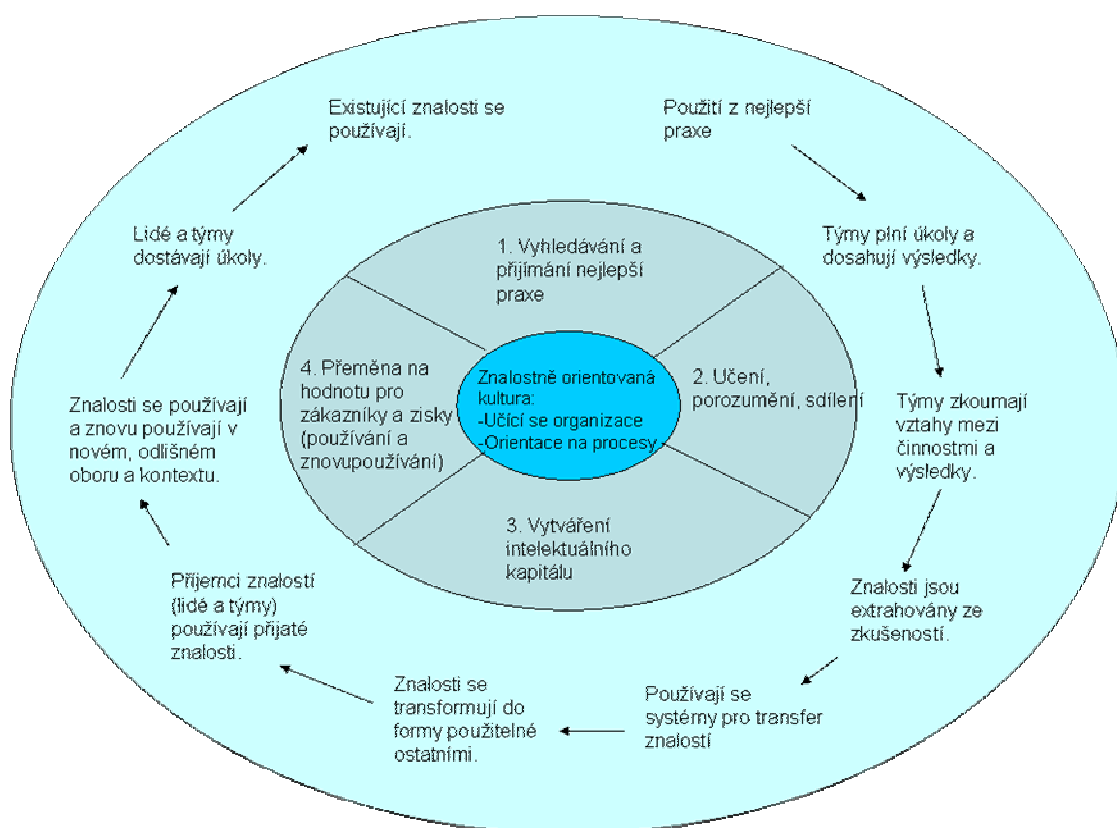 Existující znalosti se
používají.
Použití z nejlepší
praxe
Lidé a týmy
dostávají úkoly.
Týmy plní úkoly a
dosahují výsledky.
1. Vyhledávání a
přijímání nejlepší
praxe
4. Přeměna na
hodnotu pro
zákazníky a zisky
(používání a
znovupoužívání)
Znalostně orientovaná
kultura:
-Učící se organizace
-Orientace na procesy
2. Učení,
porozumění, sdílení
Znalosti se používají
a znovu používají v
novém, odlišném
oboru a kontextu.
Týmy zkoumají
vztahy mezi
činnostmi a
výsledky.
3. Vytváření
intelektuálního
kapitálu
Příjemci znalostí
(lidé a týmy)
používají přijaté
znalosti.
Znalosti jsou
extrahovány ze
zkušeností.
Znalosti se
transformují do
formy použitelné
ostatními.
Používají se
systémy pro transfer
znalostí